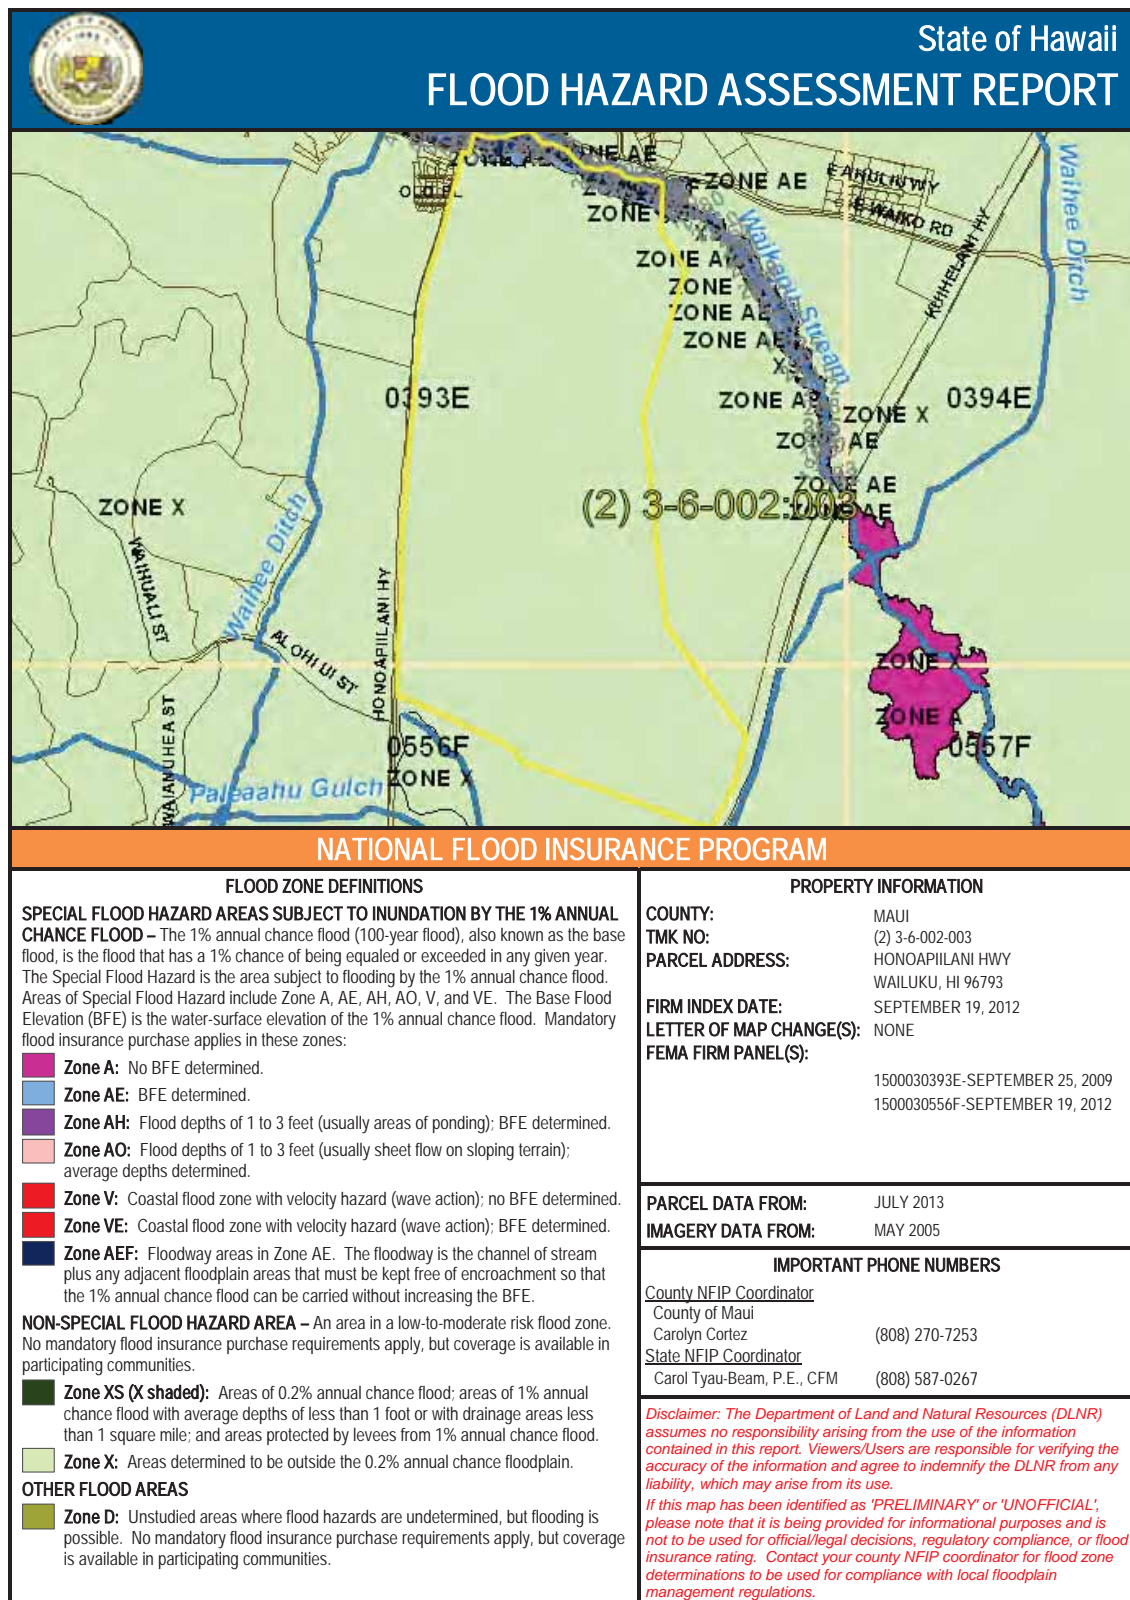 State of Hawaii
FLOOD HAZARD ASSESSMENT REPORT
ZONE AE
ZONE AE
E WAIKO RD
ZONE
ZONE
ZONE AE
ZONE AE
ZONE AE
ZONE X
ZONE AE
ZONE AE
KUIHELANI HY
Waihee Ditch
Waikapu Stream
0393E
0394E
(2) 3-6-002:003
ZONE X
WAIHUALI ST
Waihee Ditch
ALOHI UI ST
HONOAPIILANI HY
ZONE X
ZONE A
0557F
0556F
ZONE X
WAIANUHEA ST
Paleaahu Gulch
NATIONAL FLOOD INSURANCE PROGRAM
FLOOD ZONE DEFINITIONS
SPECIAL FLOOD HAZARD AREAS SUBJECT TO INUNDATION BY THE 1% ANNUAL
CHANCE FLOOD – The 1% annual chance flood (100-year flood), also known as the base
flood, is the flood that has a 1% chance of being equaled or exceeded in any given year.
The Special Flood Hazard is the area subject to flooding by the 1% annual chance flood.
Areas of Special Flood Hazard include Zone A, AE, AH, AO, V, and VE. The Base Flood
Elevation (BFE) is the water-surface elevation of the 1% annual chance flood. Mandatory
flood insurance purchase applies in these zones:
Zone A: No BFE determined.
Zone AE: BFE determined.
Zone AH: Flood depths of 1 to 3 feet (usually areas of ponding); BFE determined.
Zone AO: Flood depths of 1 to 3 feet (usually sheet flow on sloping terrain);
average depths determined.
Zone V: Coastal flood zone with velocity hazard (wave action); no BFE determined.
Zone VE: Coastal flood zone with velocity hazard (wave action); BFE determined.
Zone AEF: Floodway areas in Zone AE. The floodway is the channel of stream
plus any adjacent floodplain areas that must be kept free of encroachment so that
the 1% annual chance flood can be carried without increasing the BFE.
NON-SPECIAL FLOOD HAZARD AREA – An area in a low-to-moderate risk flood zone.
No mandatory flood insurance purchase requirements apply, but coverage is available in
participating communities.
Zone XS (X shaded): Areas of 0.2% annual chance flood; areas of 1% annual
chance flood with average depths of less than 1 foot or with drainage areas less
than 1 square mile; and areas protected by levees from 1% annual chance flood.
Zone X: Areas determined to be outside the 0.2% annual chance floodplain.
OTHER FLOOD AREAS
Zone D: Unstudied areas where flood hazards are undetermined, but flooding is
possible. No mandatory flood insurance purchase requirements apply, but coverage
is available in participating communities.
PROPERTY INFORMATION
COUNTY: MAUI
TMK NO: (2) 3-6-002-003
PARCEL ADDRESS: HONOAPIILANI HWY
WAILUKU, HI 96793
FIRM INDEX DATE: SEPTEMBER 19, 2012
LETTER OF MAP CHANGE(S): NONE
FEMA FIRM PANEL(S):
1500030393E-SEPTEMBER 25, 2009
1500030556F-SEPTEMBER 19, 2012
PARCEL DATA FROM: JULY 2013
IMAGERY DATA FROM: MAY 2005
IMPORTANT PHONE NUMBERS
County NFIP Coordinator
County of Maui
Carolyn Cortez (808) 270-7253
State NFIP Coordinator
Carol Tyau-Beam, P.E., CFM (808) 587-0267
Disclaimer: The Department of Land and Natural Resources (DLNR)
assumes no responsibility arising from the use of the information
contained in this report. Viewers/Users are responsible for verifying the
accuracy of the information and agree to indemnify the DLNR from any
liability, which may arise from its use.
If this map has been identified as 'PRELIMINARY' or 'UNOFFICIAL',
please note that it is being provided for informational purposes and is
not to be used for official/legal decisions, regulatory compliance, or flood
insurance rating. Contact your county NFIP coordinator for flood zone
determinations to be used for compliance with local floodplain
management regulations.